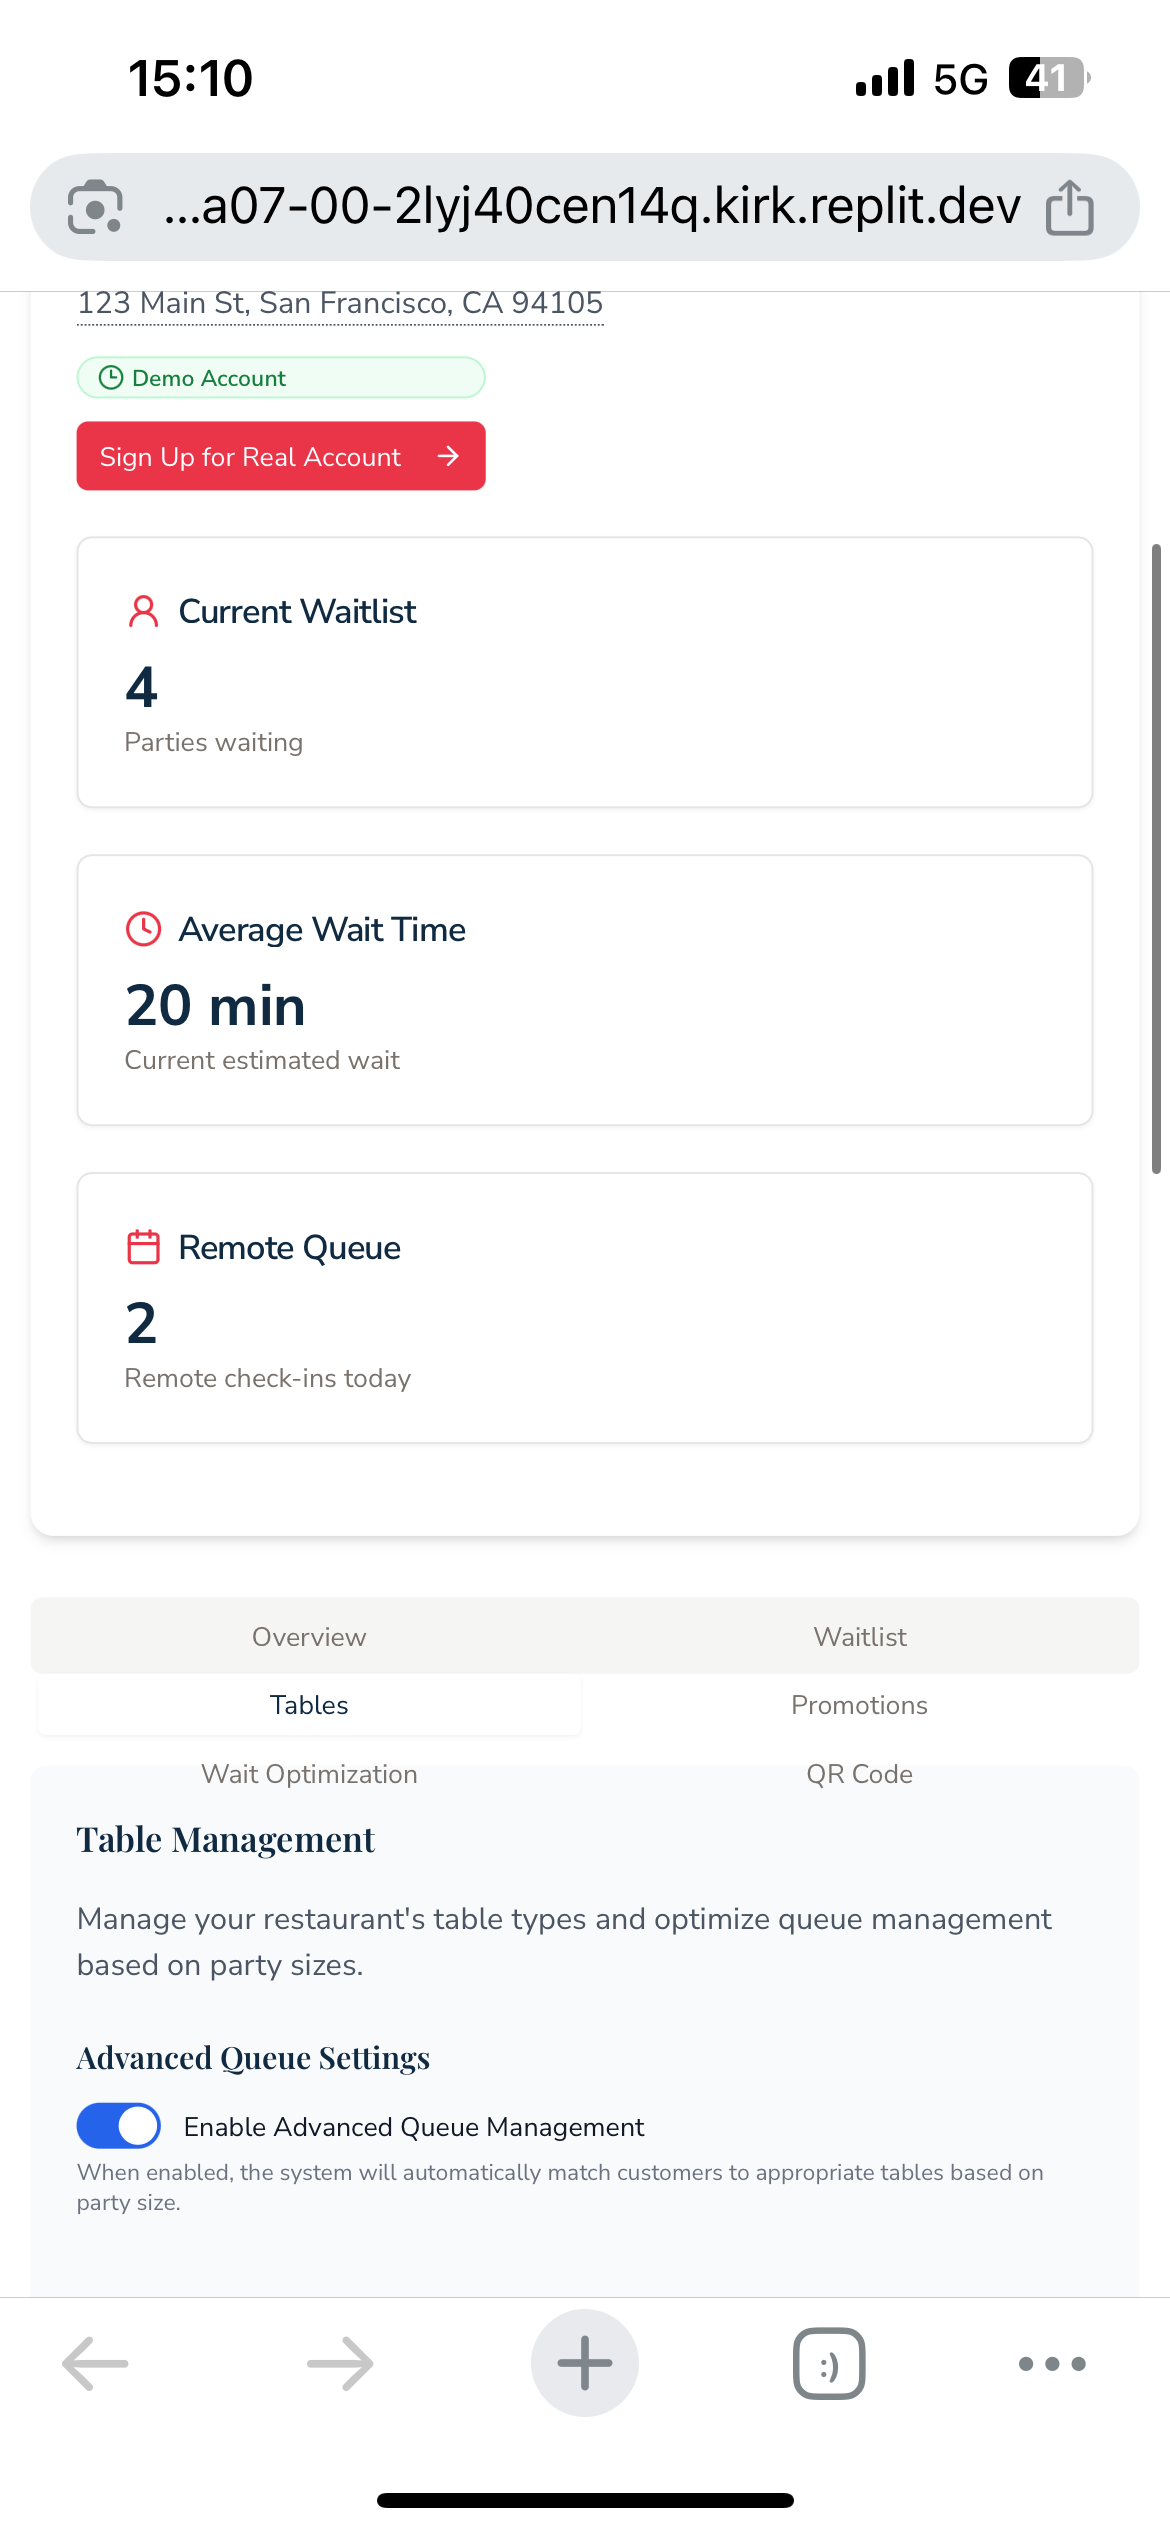 15:10
5G
41
...a07-00-2lyj40cen14q.kirk.replit.dev
123 Main St, San Francisco, CA 94105
Demo Account
Sign Up for Real Account
Current Waitlist
4
Parties waiting
Average Wait Time
20 min
Current estimated wait
Remote Queue
2
Remote check-ins today
Overview
Waitlist
Tables
Promotions
Wait Optimization
QR Code
Table Management
Manage your restaurant's table types and optimize queue management
based on party sizes.
Advanced Queue Settings
Enable Advanced Queue Management
When enabled, the system will automatically match customers to appropriate tables based on
party size.
:)